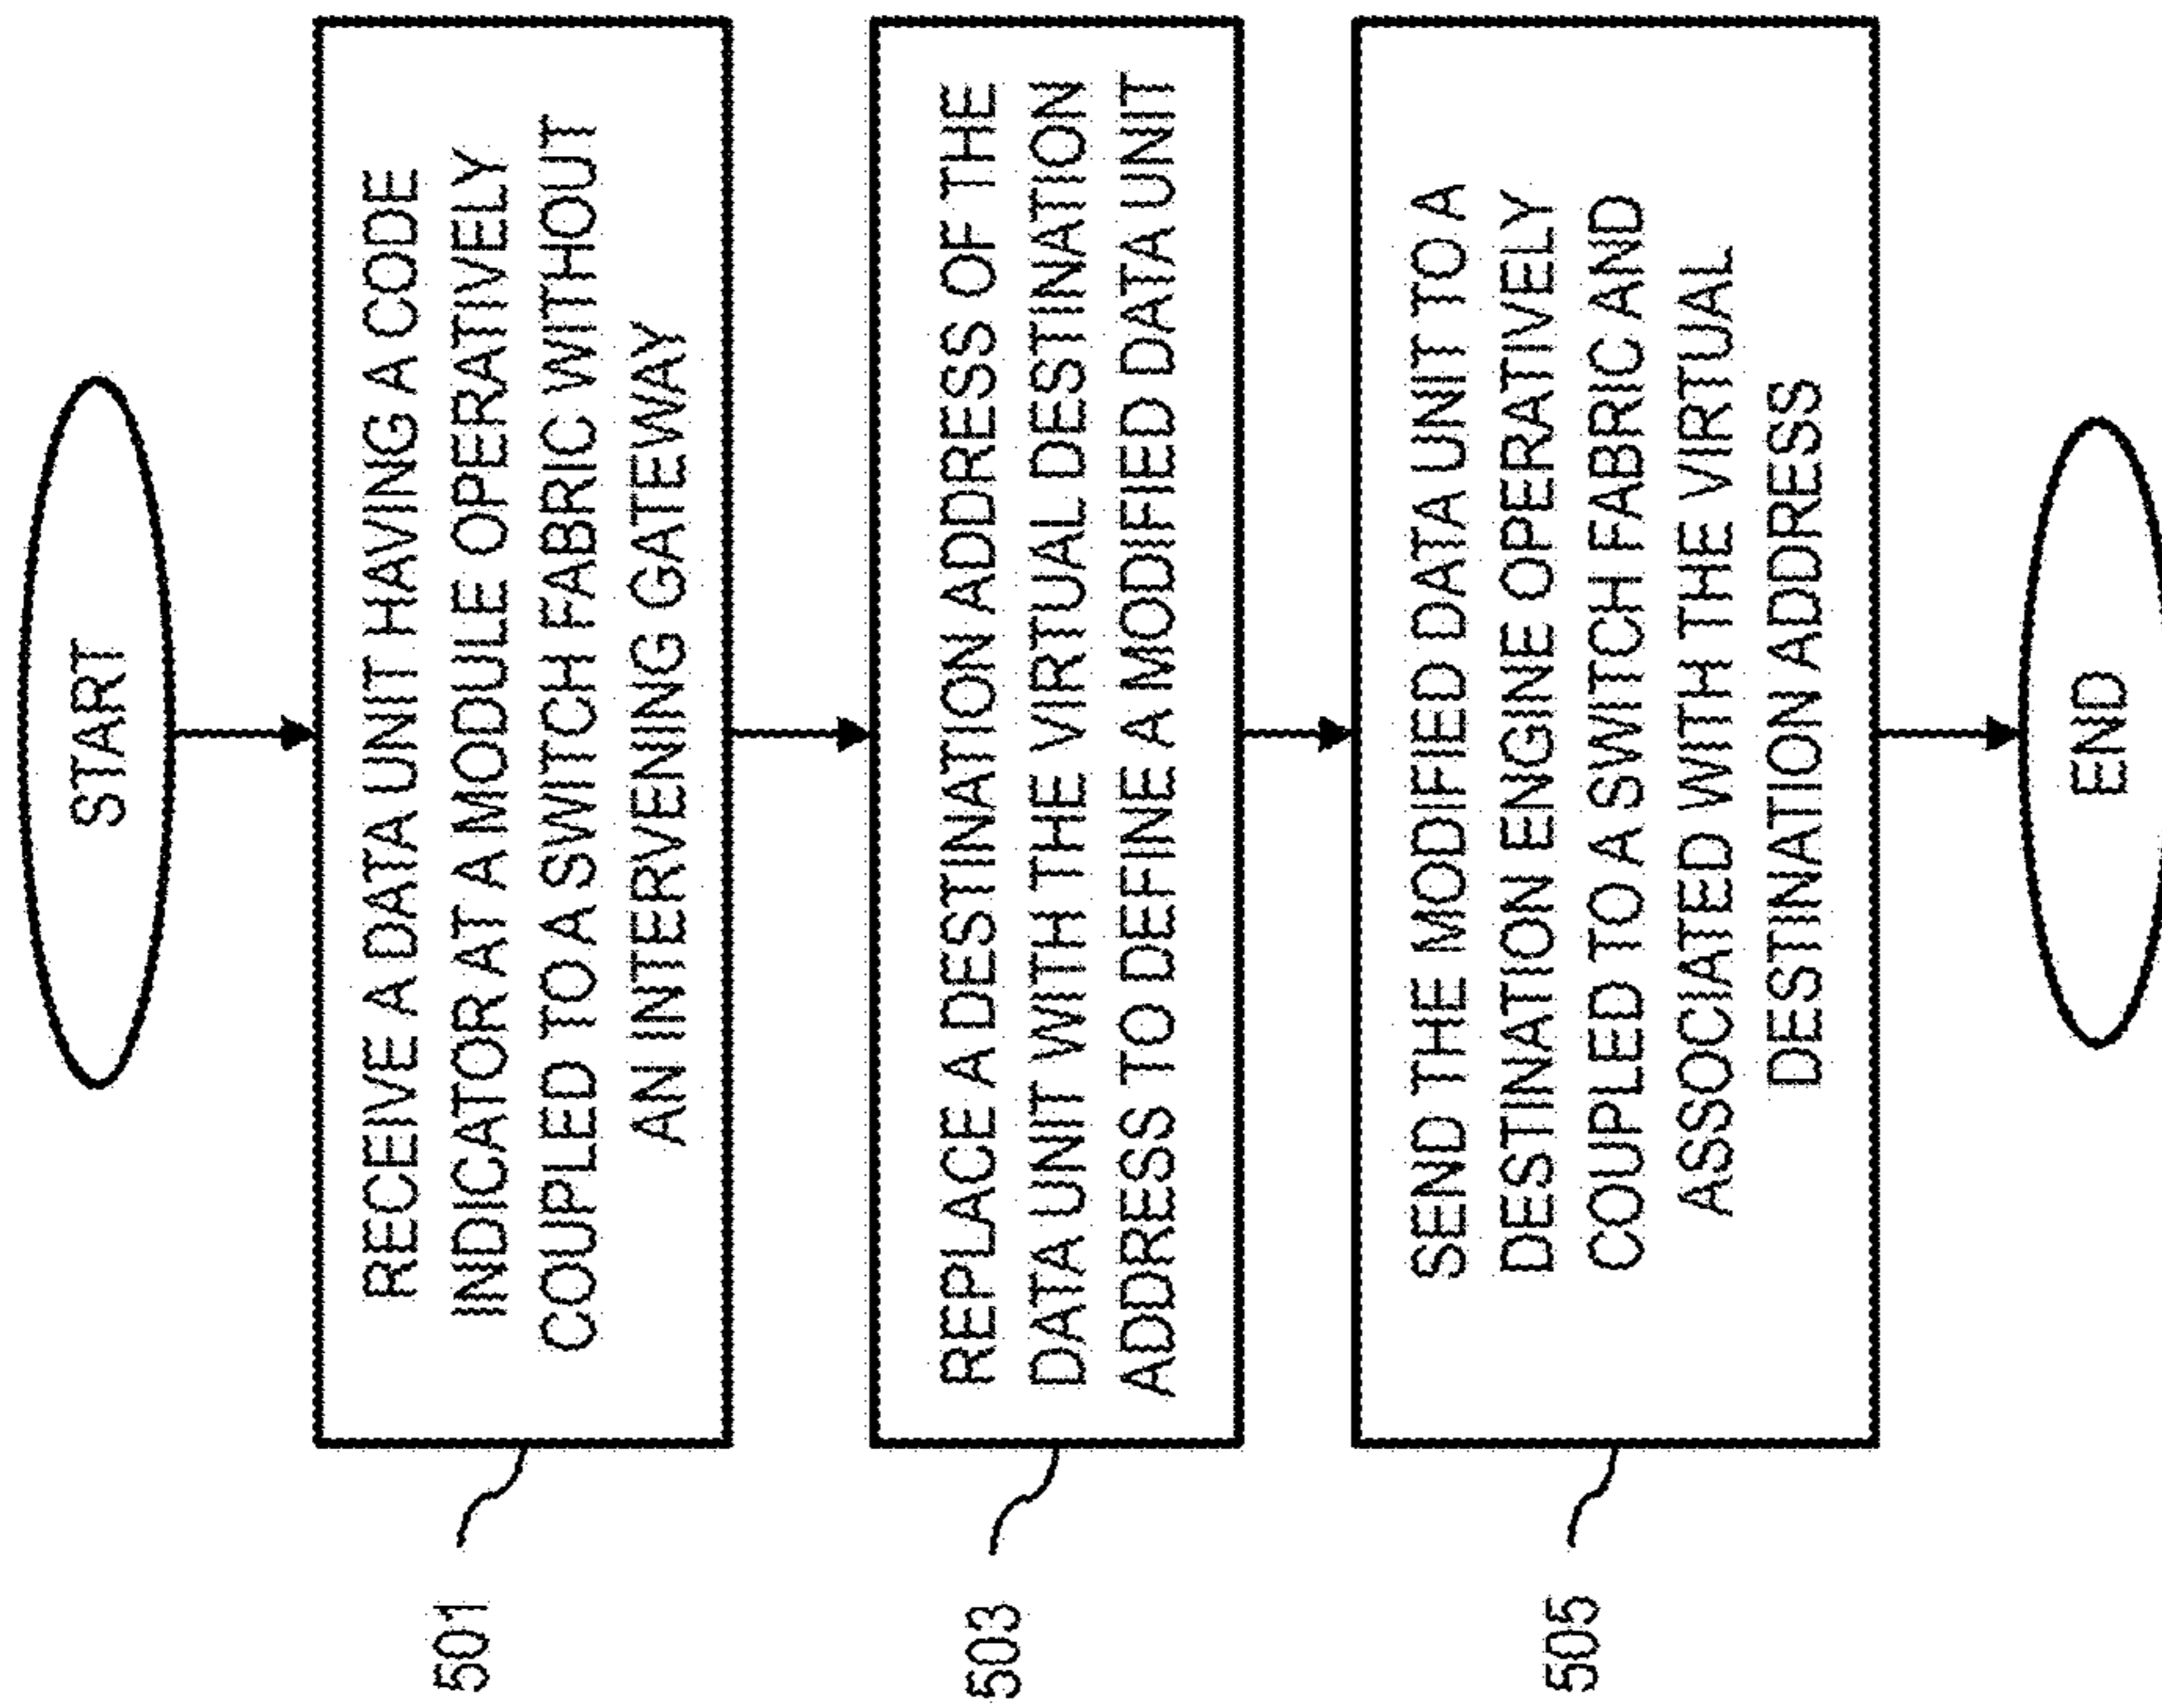 START
501
RECEIVE A DATA UNIT HAVING A CODE
INDICATOR AT A MODULE OPERATIVELY
COUPLED TO A SWITCH FABRIC WITHOUT
AN INTERVENING GATEWAY
503
REPLACE A DESTINATION ADDRESS OF THE
DATA UNIT WITH THE VIRTUAL DESTINATION
ADDRESS TO DEFINE A MODIFIED DATA UNIT
505
SEND THE MODIFIED DATA UNIT TO A
DESTINATION ENGINE OPERATIVELY
COUPLED TO A SWITCH FABRIC AND
ASSOCIATED WITH THE VIRTUAL
DESTINATION ADDRESS
END